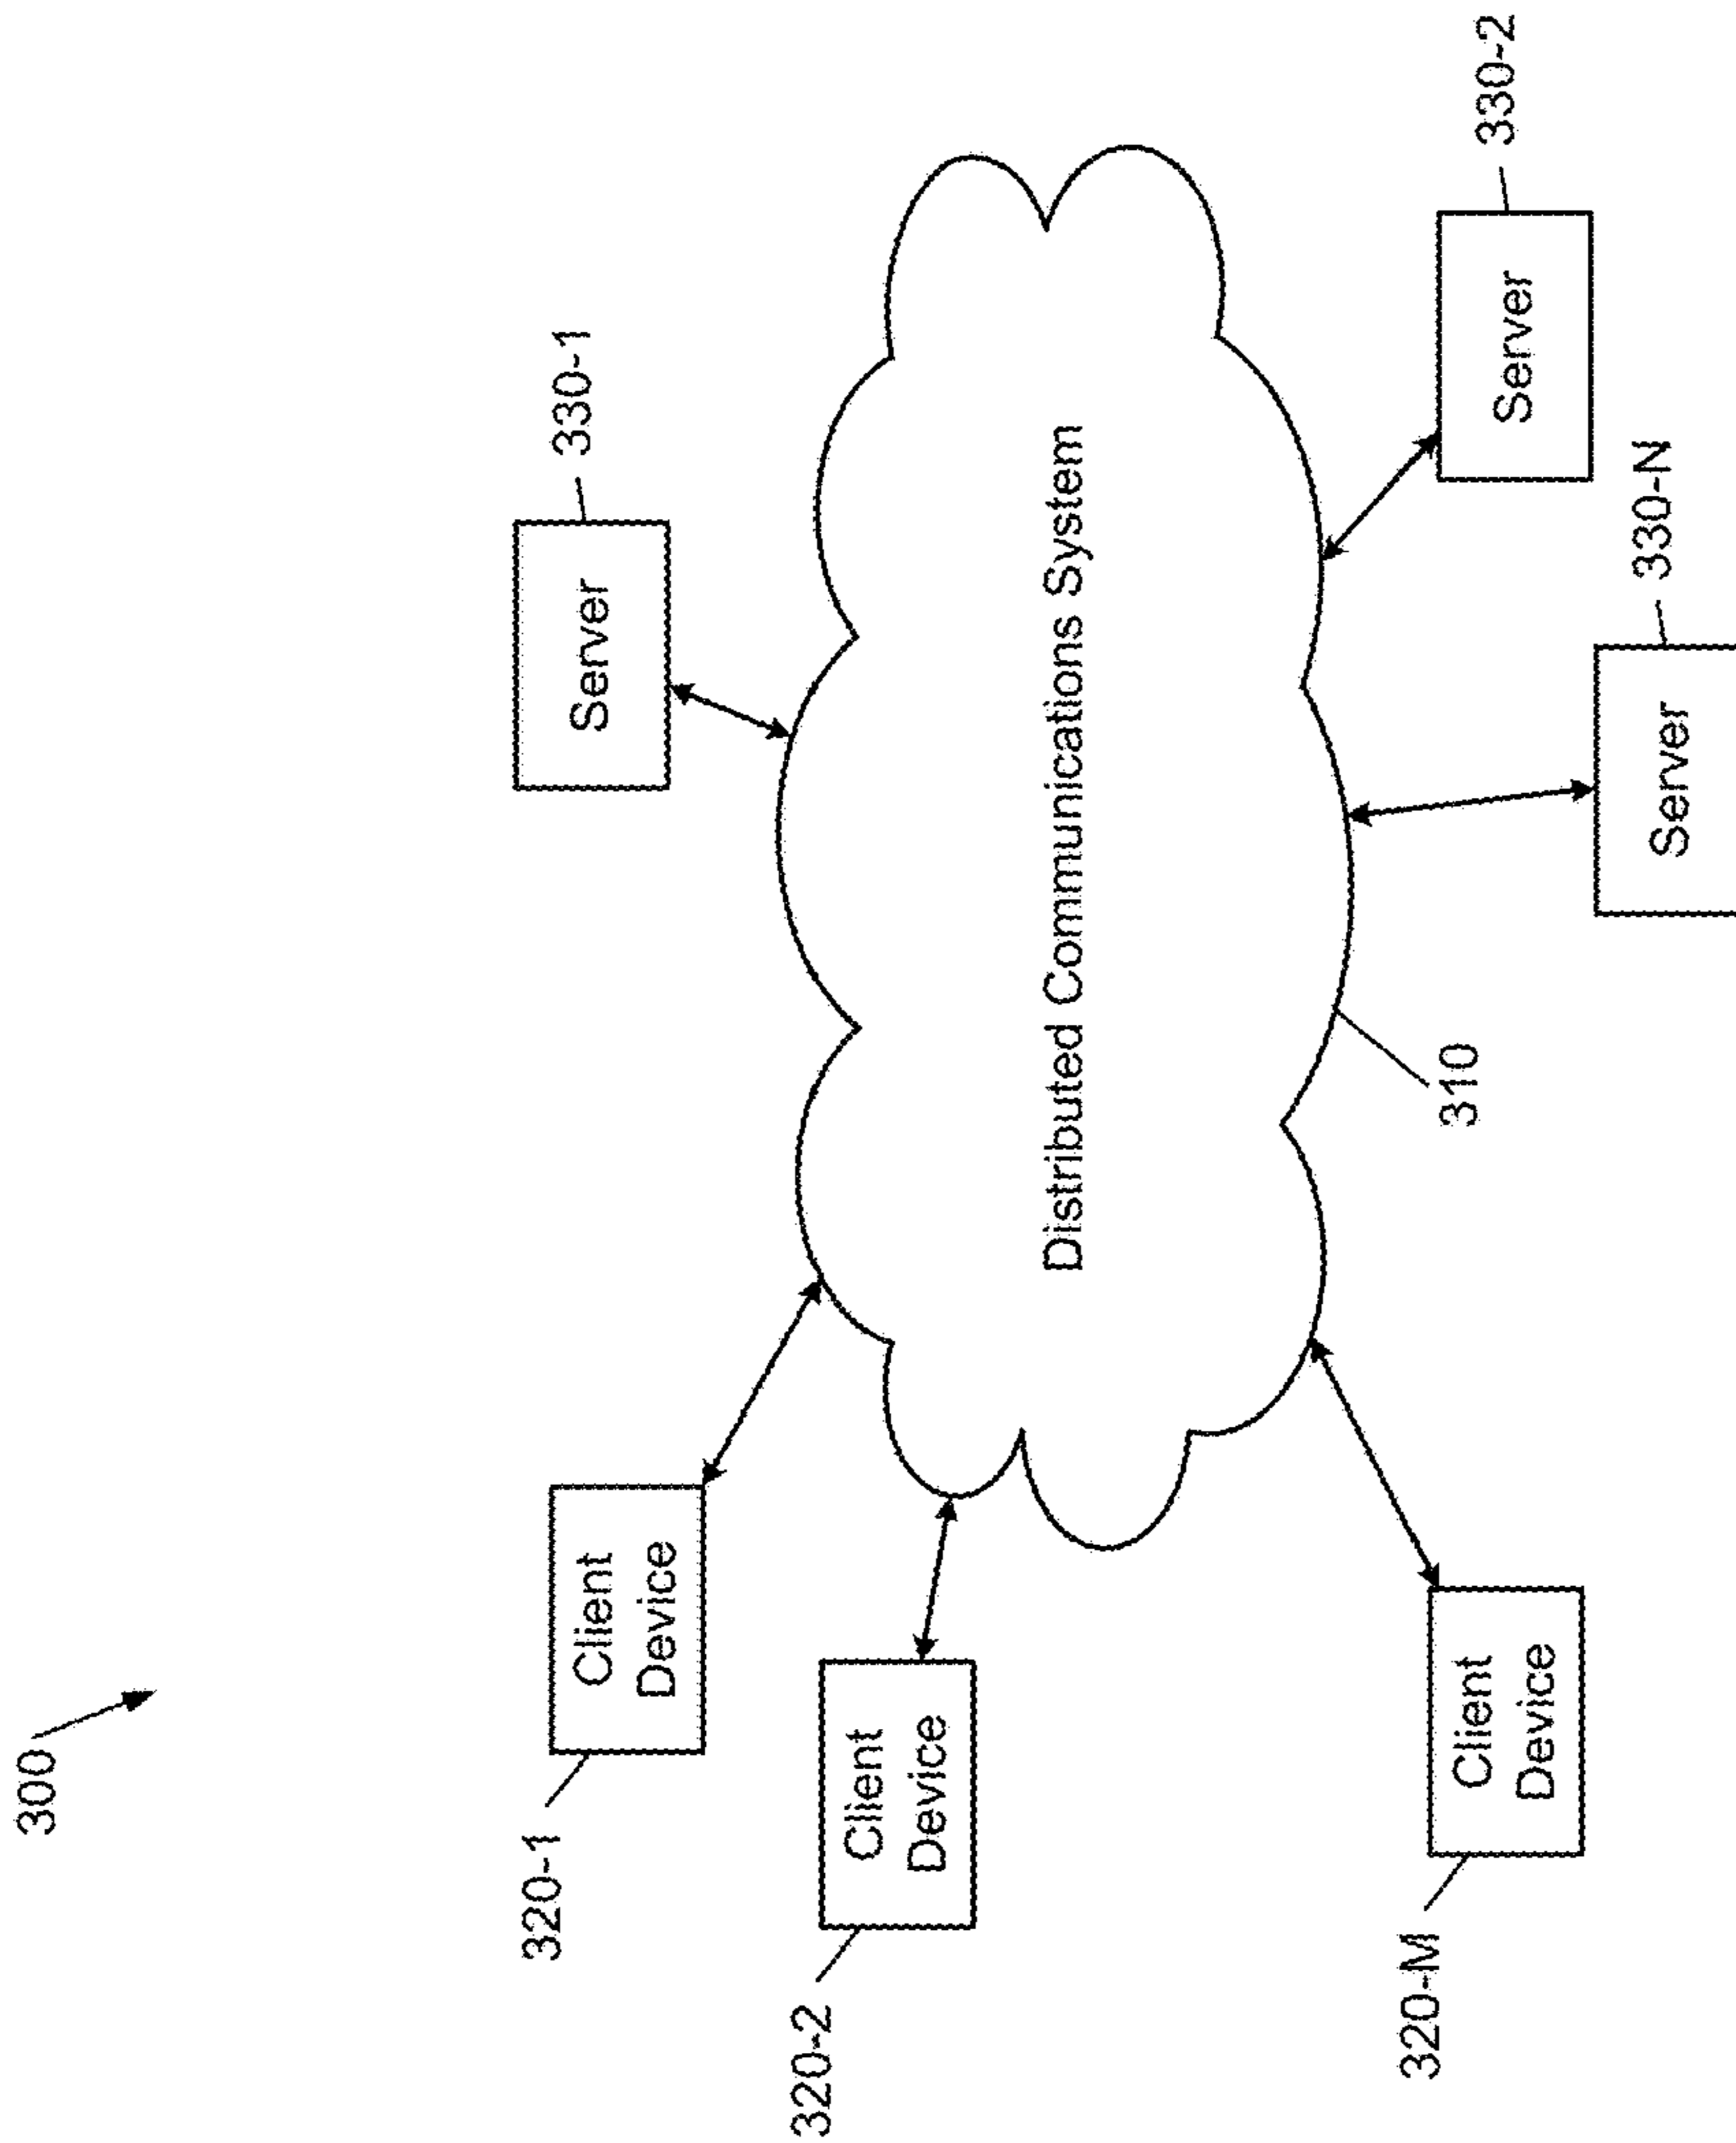 300
330-1
Server
320-1
Client
Device
320-2
Client
Device
Distributed Communications System
330-2
Server
310
320-M
Client
Device
330-N
Server